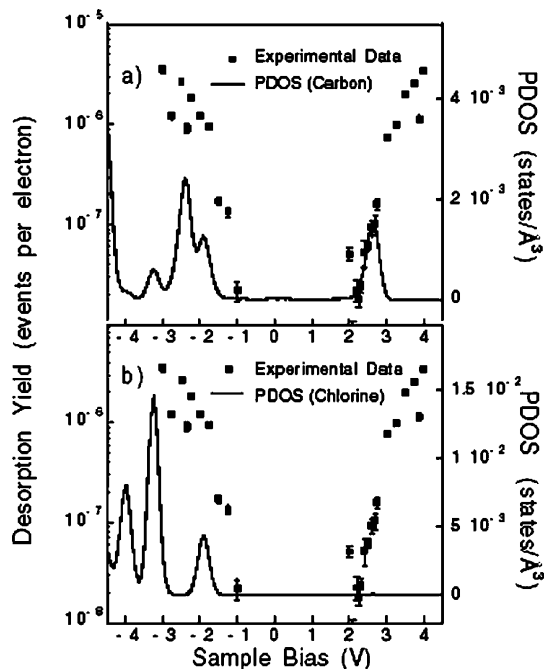 10⁻⁵
a)
Experimental Data
PDOS (Carbon)
10⁻⁶
10⁻⁷
4 10⁻³
2 10⁻³
0
PDOS (states/Å³)
-4 -3 -2 -1 0 1 2 3 4
Desorption Yield (events per electron)
b)
Experimental Data
PDOS (Chlorine)
10⁻⁶
10⁻⁷
10⁻⁸
1.5 10⁻²
1 10⁻²
5 10⁻³
0
PDOS (states/Å³)
-4 -3 -2 -1 0 1 2 3 4
Sample Bias (V)